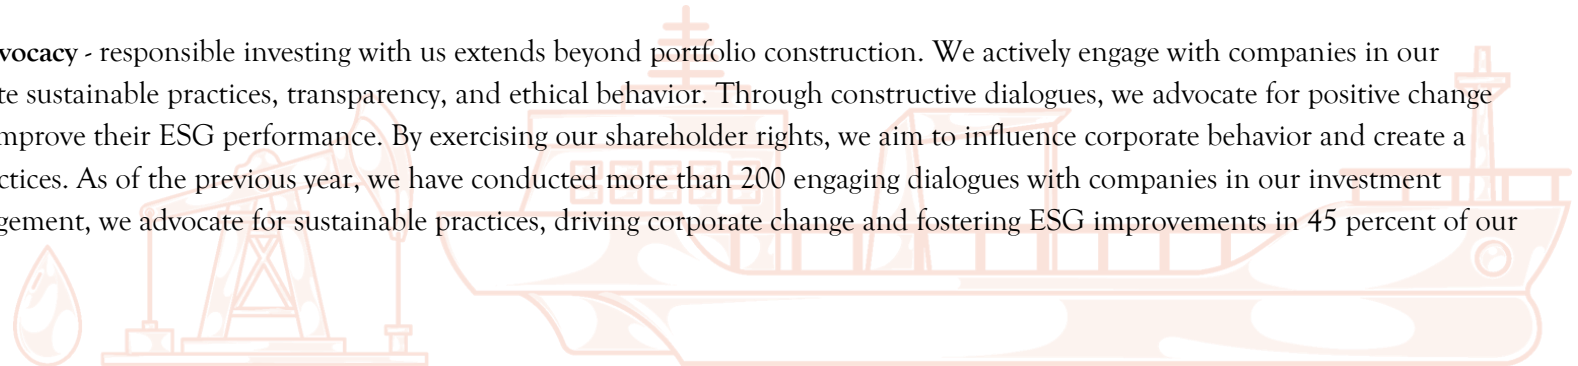 vocacy - responsible investing with us extends beyond portfolio construction. We actively engage with companies in our
te sustainable practices, transparency, and ethical behavior. Through constructive dialogues, we advocate for positive change
mprove their ESG performance. By exercising our shareholder rights, we aim to influence corporate behavior and create a
ctices. As of the previous year, we have conducted more than 200 engaging dialogues with companies in our investment
gement, we advocate for sustainable practices, driving corporate change and fostering ESG improvements in 45 percent of our